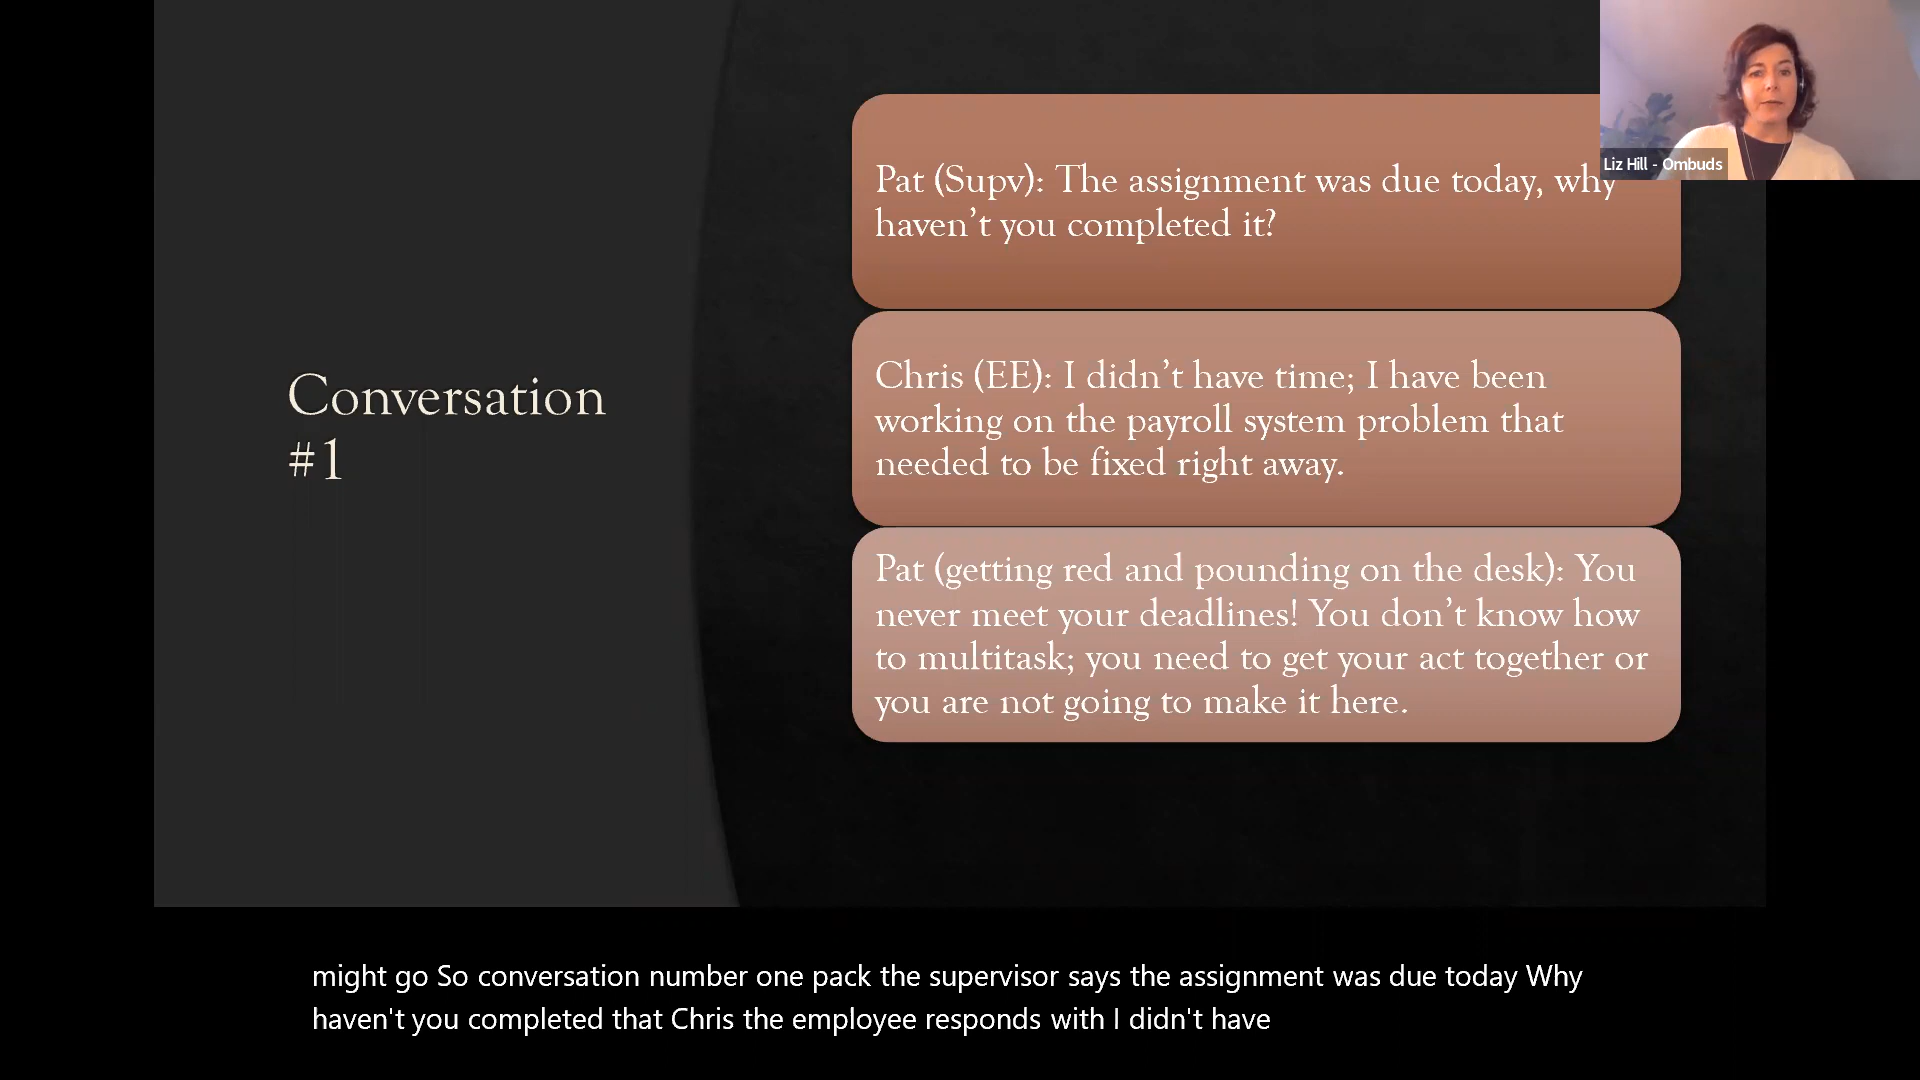 Conversation
#1
Pat (Supv): The assignment was due today, why
haven’t you completed it?
Chris (EE): I didn’t have time; I have been
working on the payroll system problem that
needed to be fixed right away.
Pat (getting red and pounding on the desk): You
never meet your deadlines! You don’t know how
to multitask; you need to get your act together or
you are not going to make it here.
Liz Hill - Ombuds
might go So conversation number one pack the supervisor says the assignment was due today Why
haven't you completed that Chris the employee responds with I didn't have